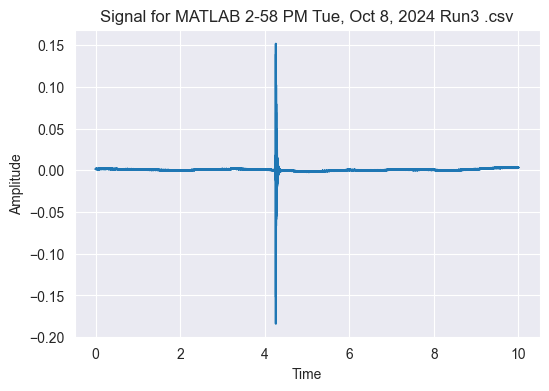 Signal for MATLAB 2-58 PM Tue, Oct 8, 2024 Run3 .csv
Amplitude
0.15
0.10
0.05
0.00
−0.05
−0.10
−0.15
−0.20
0 2 4 6 8 10
Time